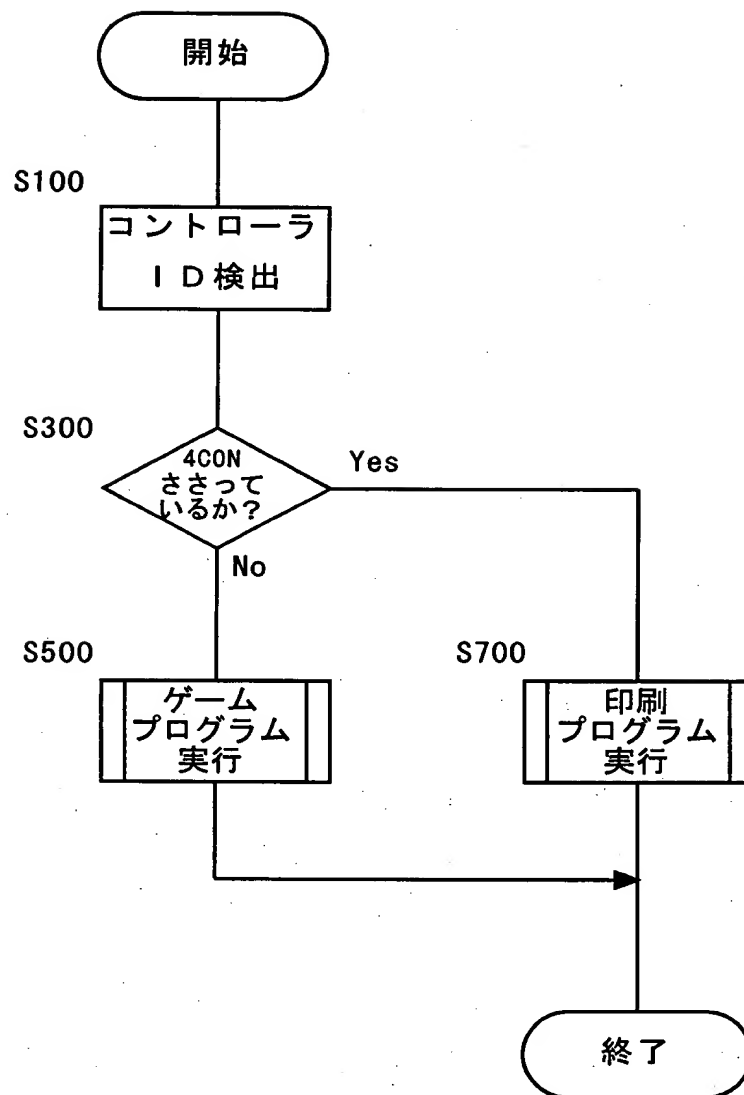 開始
S100
コントローラ
ID検出
S300
4CON
ささって
いるか？
Yes
No
S500
ゲーム
プログラム
実行
S700
印刷
プログラム
実行
終了